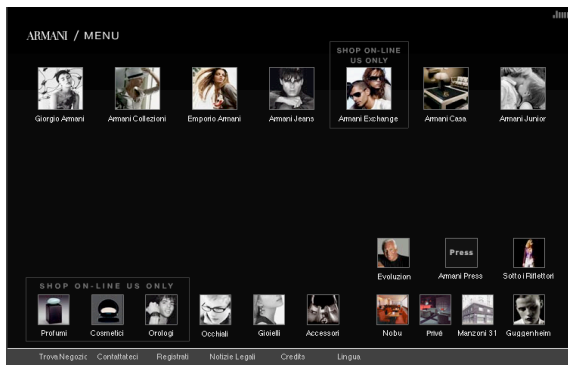 ARMANI / MENU
SHOP ON-LINE
US ONLY
Giorgio Armani
Armani Collezioni
Emporio Armani
Armani Jeans
Armani Exchange
Armani Casa
Armani Junior
Press
Evoluzion
Armani Press
Sotto i Riflettori
SHOP ON-LINE US ONLY
Profumi
Cosmetici
Orologi
Occhiali
Gioielli
Accessori
Nobu
Privé
Manzoni 31
Guggenheim
Trova Negozic
Contattateci
Registrati
Notizie Legali
Credits
Lingua